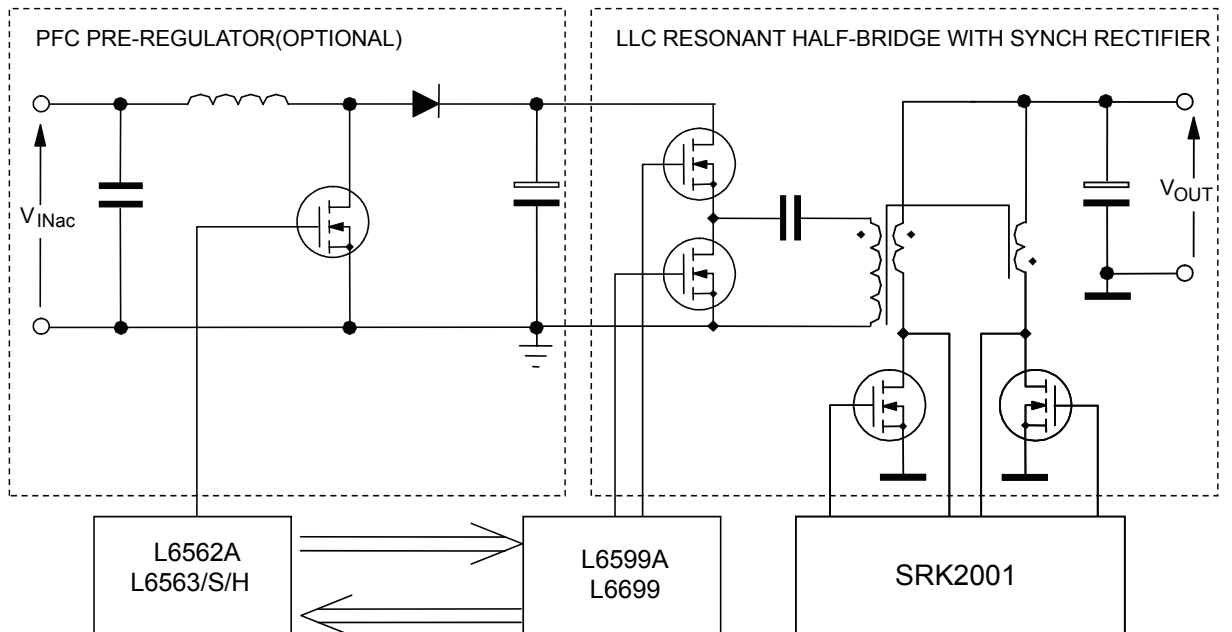 PFC PRE-REGULATOR(OPTIONAL)
LLC RESONANT HALF-BRIDGE WITH SYNCH RECTIFIER
VINac
VOUT
L6562A
L6563/S/H
L6599A
L6699
SRK2001